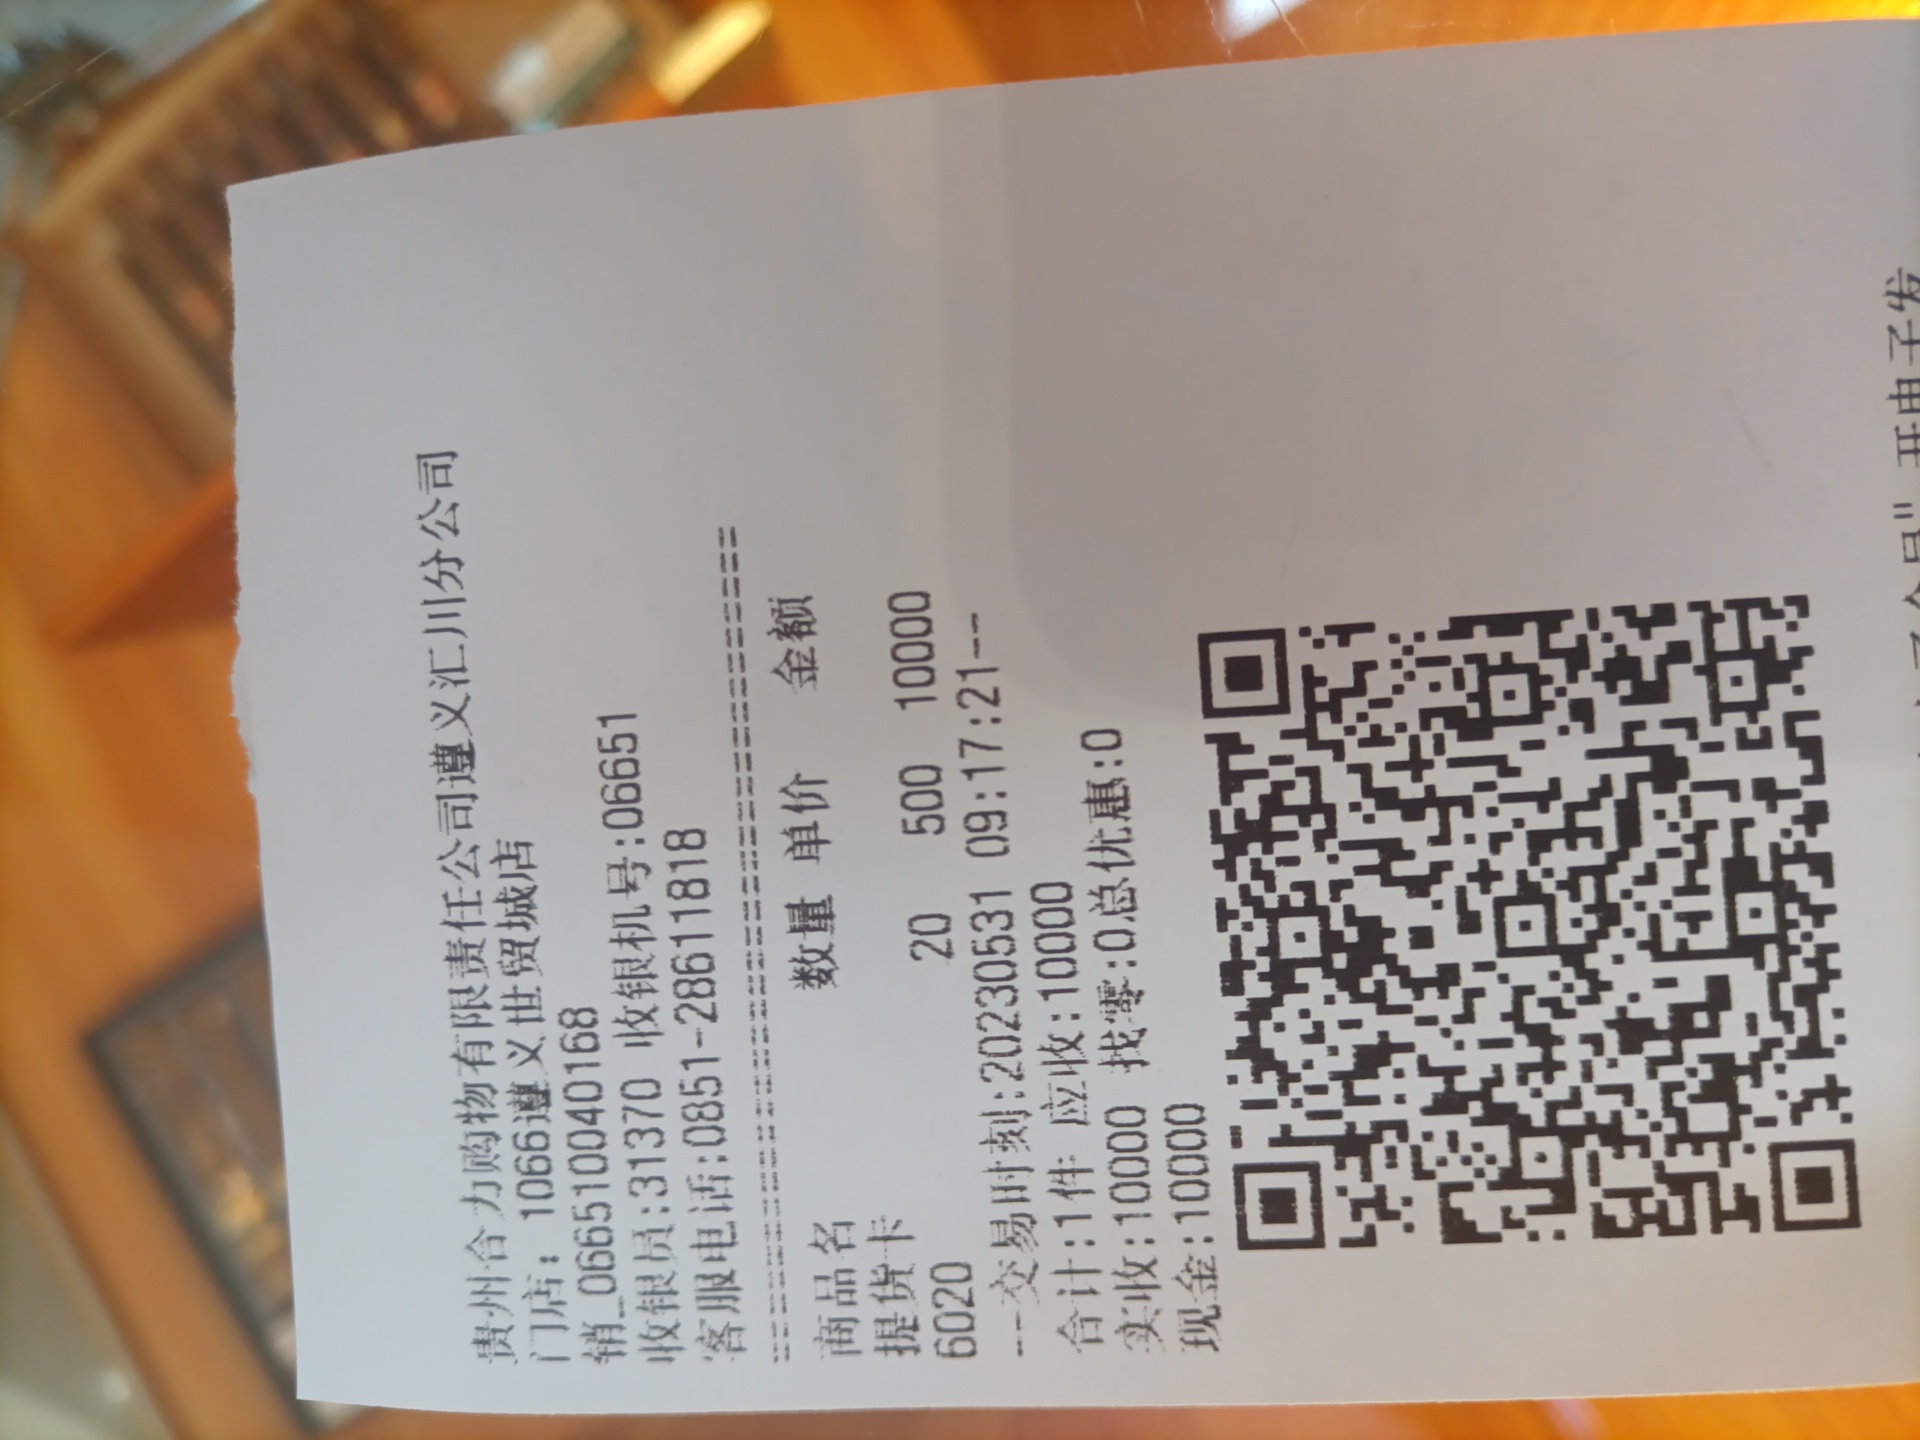 贵州合力购物有限责任公司遵义汇川分公司
门店: 1066遵义世贸城店
销_066510040168
收银员:31370 收银机号:06651
客服电话:0851-28611818
商品名 数量 单价 金额
提货卡
6020 20 500 10000
---交易时刻:20230531 09:17:21--
合计:1件 应收:10000
实收:10000 找零:0总优惠:0
现金:10000
员" 开电子发